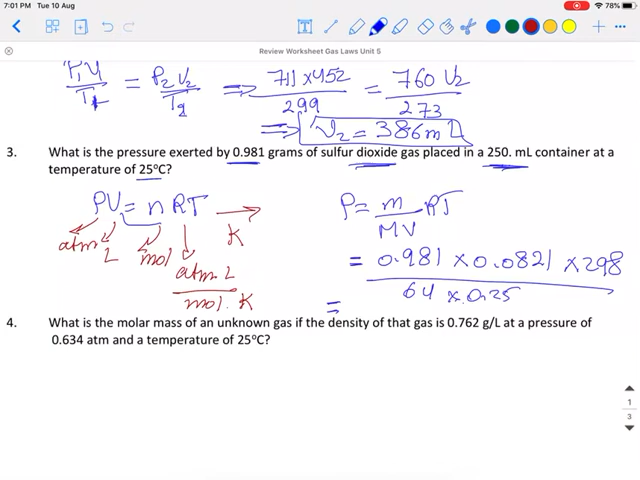 7:01 PM Tue 10 Aug
78%
Review Worksheet Gas Laws Unit 5
P₁V/T₁ = P₂V₂/T₂ ⇒ 711 × 452/299 = 760 V₂/273
⇒ V₂ = 386 mL
3. What is the pressure exerted by 0.981 grams of sulfur dioxide gas placed in a 250. mL container at a
temperature of 25°C?
PV = nRT → K
atm L mol atm.L/mol.K
P = m/MV RT
= 0.981 × 0.0821 × 298/64 × 0.25
=
4. What is the molar mass of an unknown gas if the density of that gas is 0.762 g/L at a pressure of
0.634 atm and a temperature of 25°C?
1
3